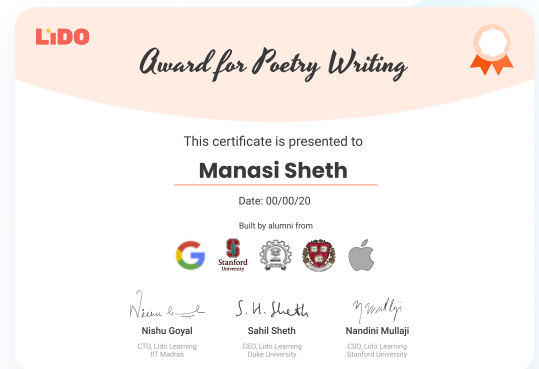 LiDO
Award for Poetry Writing
This certificate is presented to
Manasi Sheth
Date: 00/00/20
Built by alumni from
Stanford
University
S. H. Sheth
Nishu Goyal
Sahil Sheth
Nandini Mullaji
CTO, Lido Learning
IIT Madras
CEO, Lido Learning
Duke University
CSO, Lido Learning
Stanford University